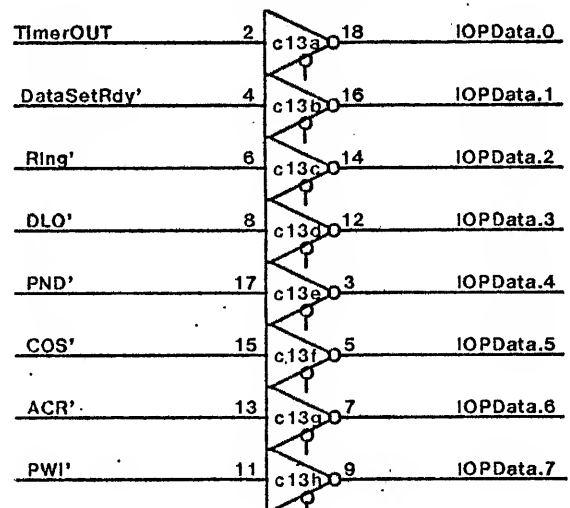 TimerOUT 2 c13a 18 IOPData.0
DataSetRdy' 4 c13b 16 IOPData.1
Ring' 6 c13c 14 IOPData.2
DLO' 8 c13d 12 IOPData.3
PND' 17 c13e 3 IOPData.4
COS' 15 c13f 5 IOPData.5
ACR' 13 c13g 7 IOPData.6
PWI' 11 c13h 9 IOPData.7